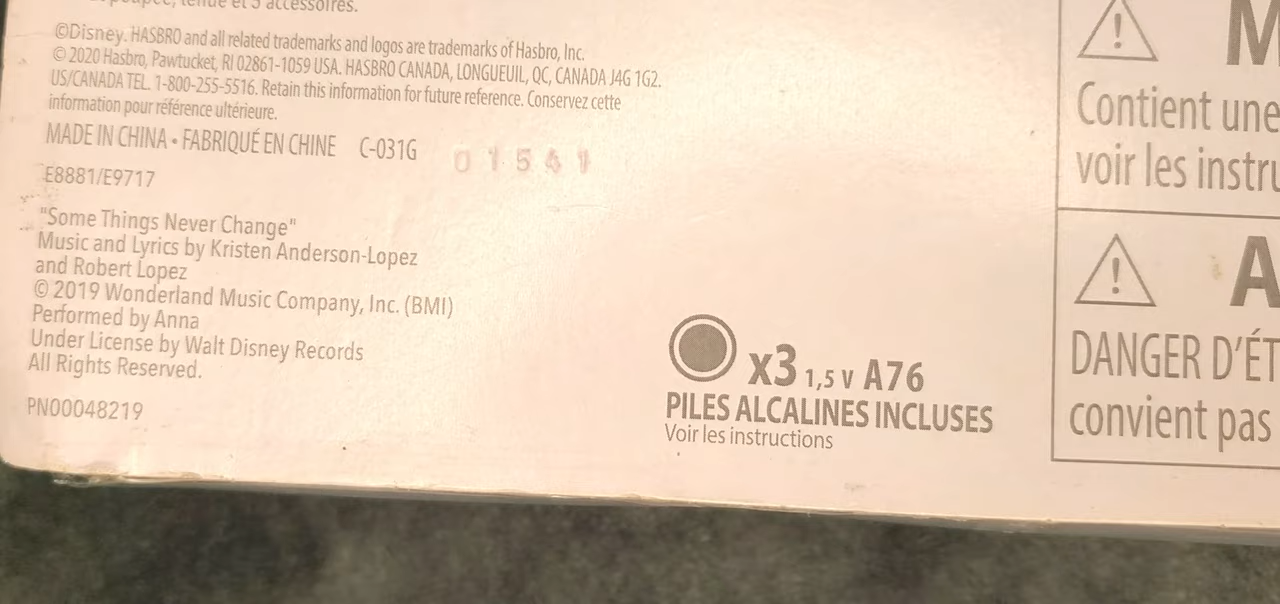 tenue et 5 accessoires.
©Disney. HASBRO and all related trademarks and logos are trademarks of Hasbro, Inc.
© 2020 Hasbro, Pawtucket, RI 02861-1059 USA. HASBRO CANADA, LONGUEUIL, QC, CANADA J4G 1G2.
US/CANADA TEL. 1-800-255-5516. Retain this information for future reference. Conservez cette
information pour référence ultérieure.
MADE IN CHINA • FABRIQUÉ EN CHINE C-031G
01541
E8881/E9717
"Some Things Never Change"
Music and Lyrics by Kristen Anderson-Lopez
and Robert Lopez
© 2019 Wonderland Music Company, Inc. (BMI)
Performed by Anna
Under License by Walt Disney Records
All Rights Reserved.
PN00048219
x3 1,5 V A76
PILES ALCALINES INCLUSES
Voir les instructions
M
Contient une
voir les instru
A
DANGER D'ÉT
convient pas